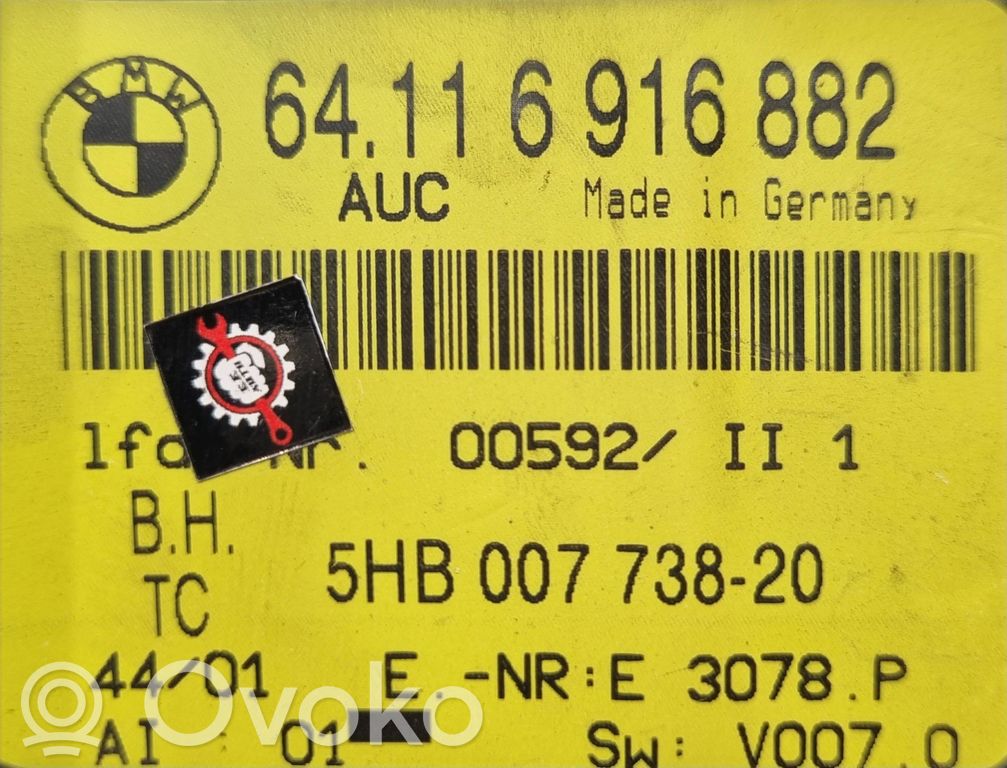 BMW 64.11 6 916 882
AUC Made in Germany
E.F. AUTO
lfd. -Nr. 00592/ II 1
B.H.
TC 5HB 007 738-20
44/01 E.-NR:E 3078.P
AI : 01 Sw: V007.0
Ovoko